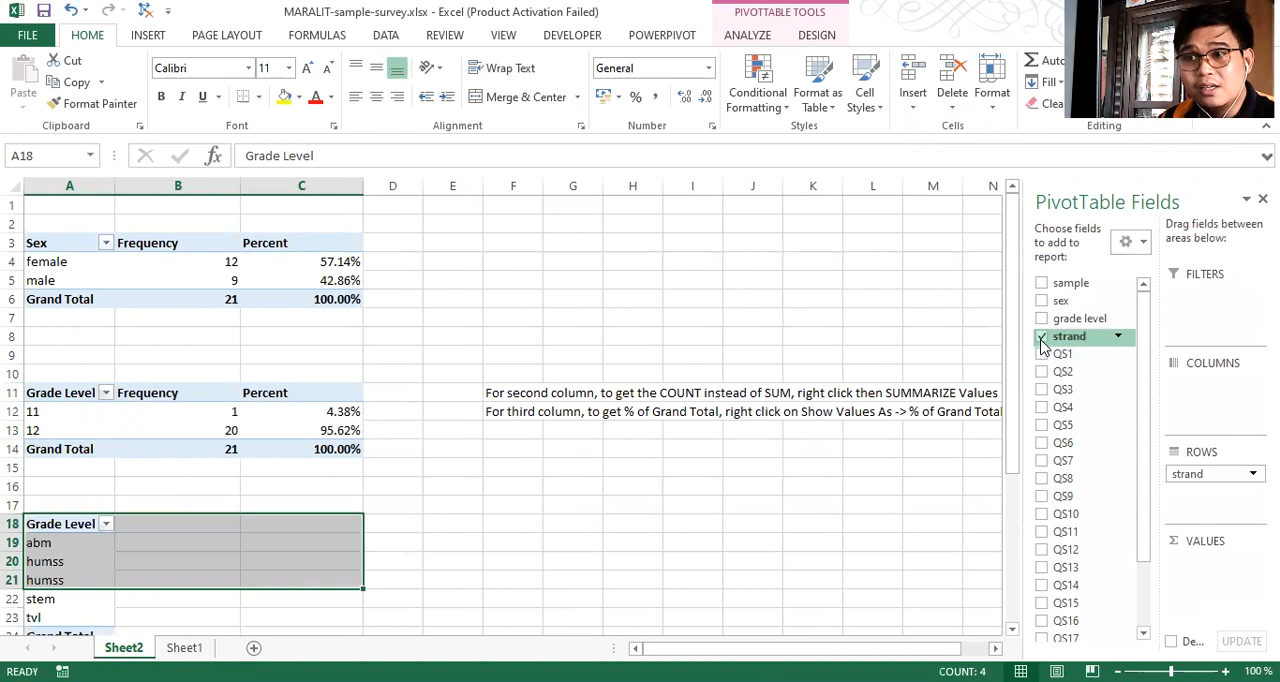 MARALIT-sample-survey.xlsx - Excel (Product Activation Failed)
PIVOTTABLE TOOLS
FILE HOME INSERT PAGE LAYOUT FORMULAS DATA REVIEW VIEW DEVELOPER POWERPIVOT ANALYZE DESIGN
Paste
Cut
Copy
Format Painter
Calibri 11
B I U
Wrap Text
Merge & Center
General
% ,
Conditional Formatting
Format as Table
Cell Styles
Insert
Delete
Format
Auto
Fill
Clea
Clipboard Font Alignment Number Styles Cells Editing
A18
fx
Grade Level
A B C D E F G H I J K L M N
1
2
3 Sex Frequency Percent
4 female 12 57.14%
5 male 9 42.86%
6 Grand Total 21 100.00%
7
8
9
10
11 Grade Level Frequency Percent For second column, to get the COUNT instead of SUM, right click then SUMMARIZE Values
12 11 1 4.38% For third column, to get % of Grand Total, right click on Show Values As -> % of Grand Total
13 12 20 95.62%
14 Grand Total 21 100.00%
15
16
17
18 Grade Level
19 abm
20 humss
21 humss
22 stem
23 tvl
PivotTable Fields
Choose fields to add to report:
Drag fields between areas below:
sample
sex
grade level
strand
QS1
QS2
QS3
QS4
QS5
QS6
QS7
QS8
QS9
QS10
QS11
QS12
QS13
QS14
QS15
QS16
QS17
FILTERS
COLUMNS
ROWS
strand
Σ VALUES
De...
UPDATE
Sheet2 Sheet1
READY
COUNT: 4
100 %